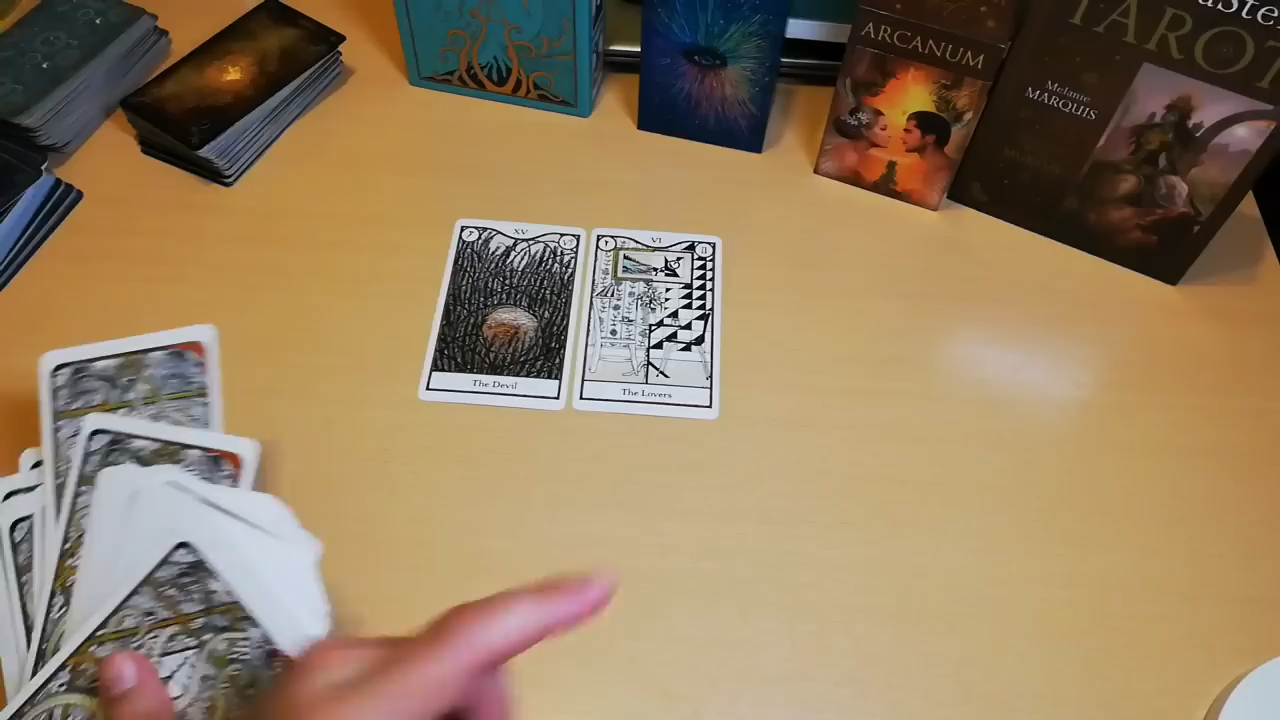 ARCANUM
TAROT
Melanie
MARQUIS
XV
The Devil
VI
The Lovers